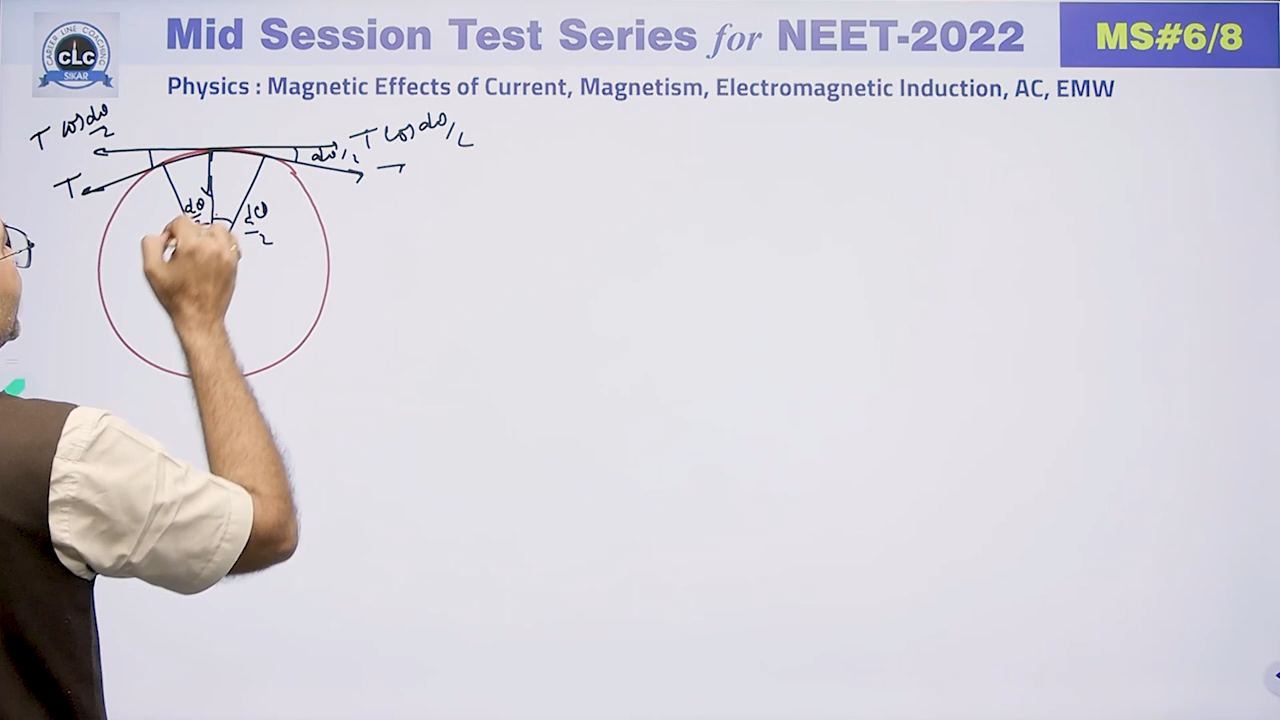 Mid Session Test Series for NEET-2022
MS#6/8
CAREER LINE COACHING
CLC
SIKAR
Physics : Magnetic Effects of Current, Magnetism, Electromagnetic Induction, AC, EMW
T cos dθ/2
T cos dθ/2
dθ/2
T
T
dθ
dθ/2